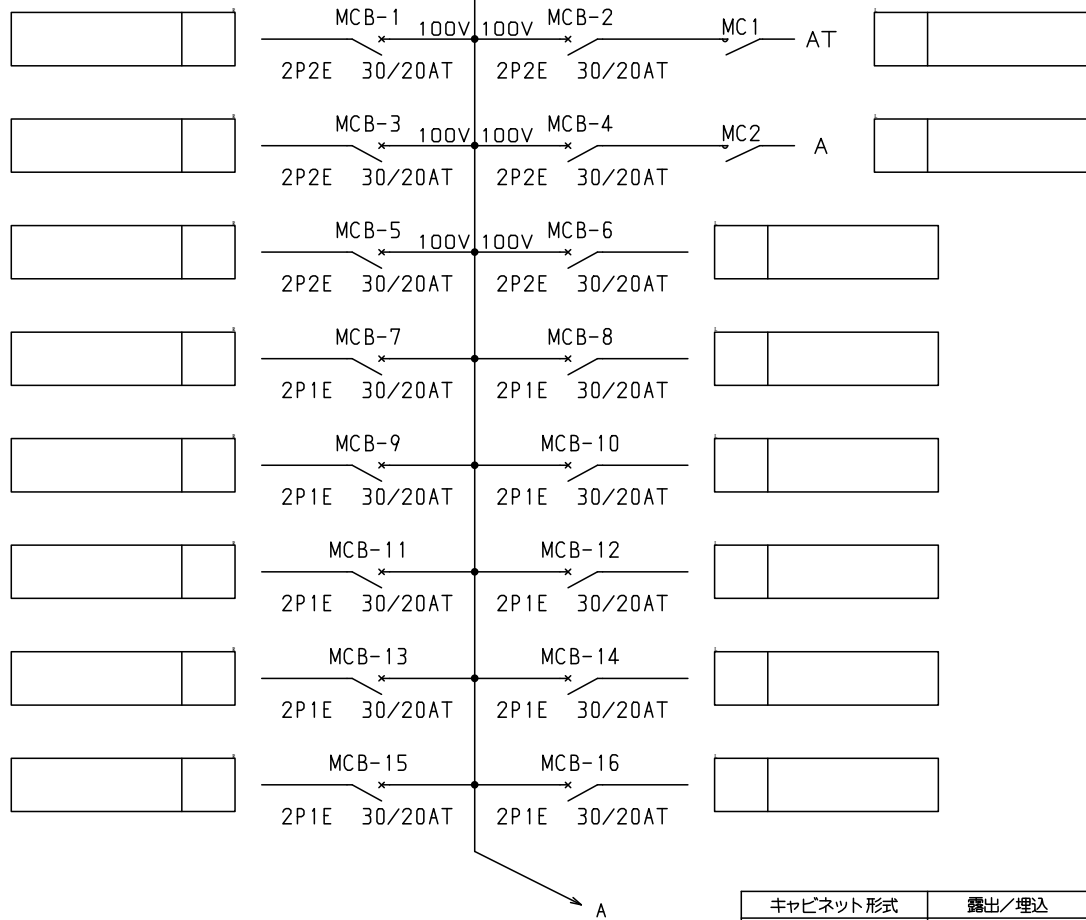 MCB-1 100V 100V MCB-2 MC1 AT
2P2E 30/20AT 2P2E 30/20AT
MCB-3 100V 100V MCB-4 MC2 A
2P2E 30/20AT 2P2E 30/20AT
MCB-5 100V 100V MCB-6
2P2E 30/20AT 2P2E 30/20AT
MCB-7 MCB-8
2P1E 30/20AT 2P1E 30/20AT
MCB-9 MCB-10
2P1E 30/20AT 2P1E 30/20AT
MCB-11 MCB-12
2P1E 30/20AT 2P1E 30/20AT
MCB-13 MCB-14
2P1E 30/20AT 2P1E 30/20AT
MCB-15 MCB-16
2P1E 30/20AT 2P1E 30/20AT
A
キャビネット形式 露出/埋込